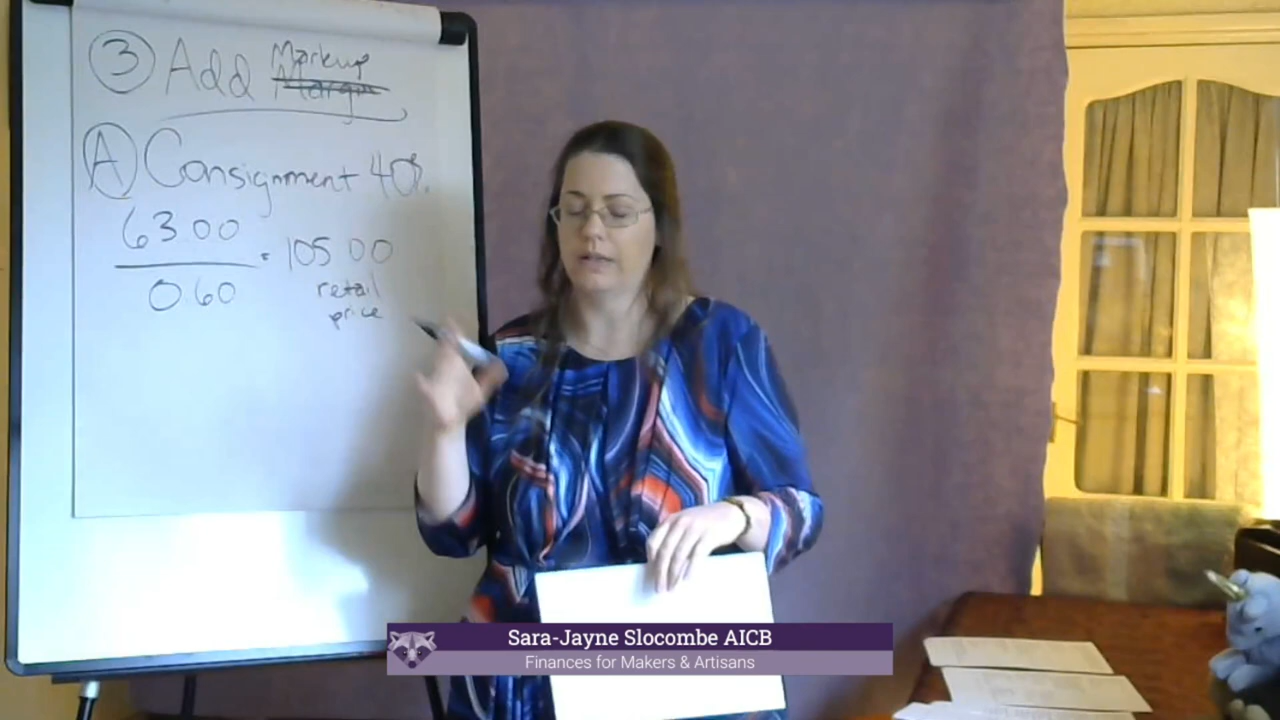 3 Add Markup Margin
A Consignment 40%
63.00
0.60
= 105.00
retail
price
Sara-Jayne Slocombe AICB
Finances for Makers & Artisans